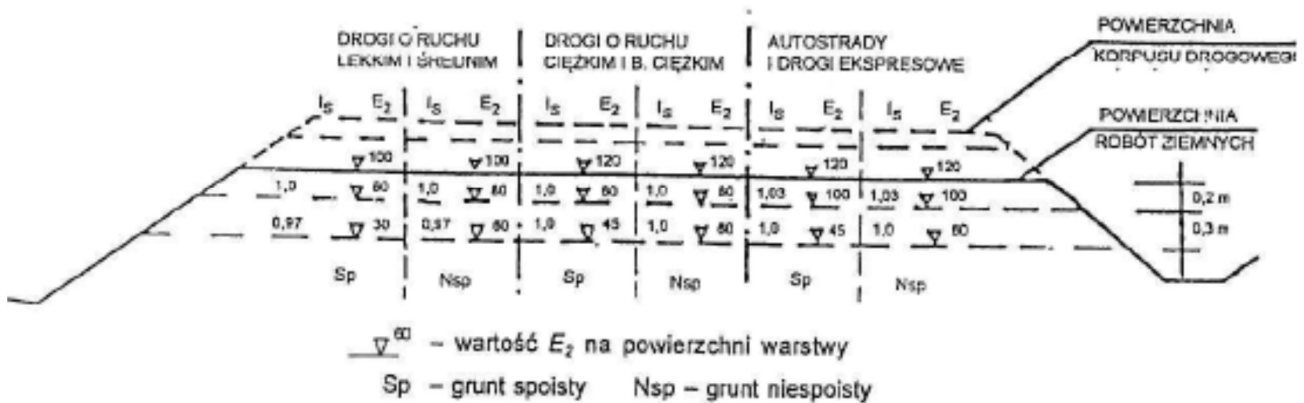 DROGI O RUCHU
LEKKIM I ŚREDNIM
DROGI O RUCHU
CIĘŻKIM I B. CIĘŻKIM
AUTOSTRADY
I DROGI EKSPRESOWE
POWIERZCHNIA
KORPUSU DROGOWEG
Is E2 Is E2 Is E2 Is E2 Is E2 Is E2
POWIERZCHNIA
ROBÓT ZIEMNYCH
100 100 120 120 120 120
1,0 60 1,0 80 1,0 60 1,0 80 1,03 100 1,03 100
0,2 m
0,97 30 0,97 60 1,0 45 1,0 60 1,0 45 1,0 60
0,3 m
Sp Nsp Sp Nsp Sp Nsp
60 – wartość E2 na powierzchni warstwy
Sp – grunt spoisty Nsp – grunt niespoisty